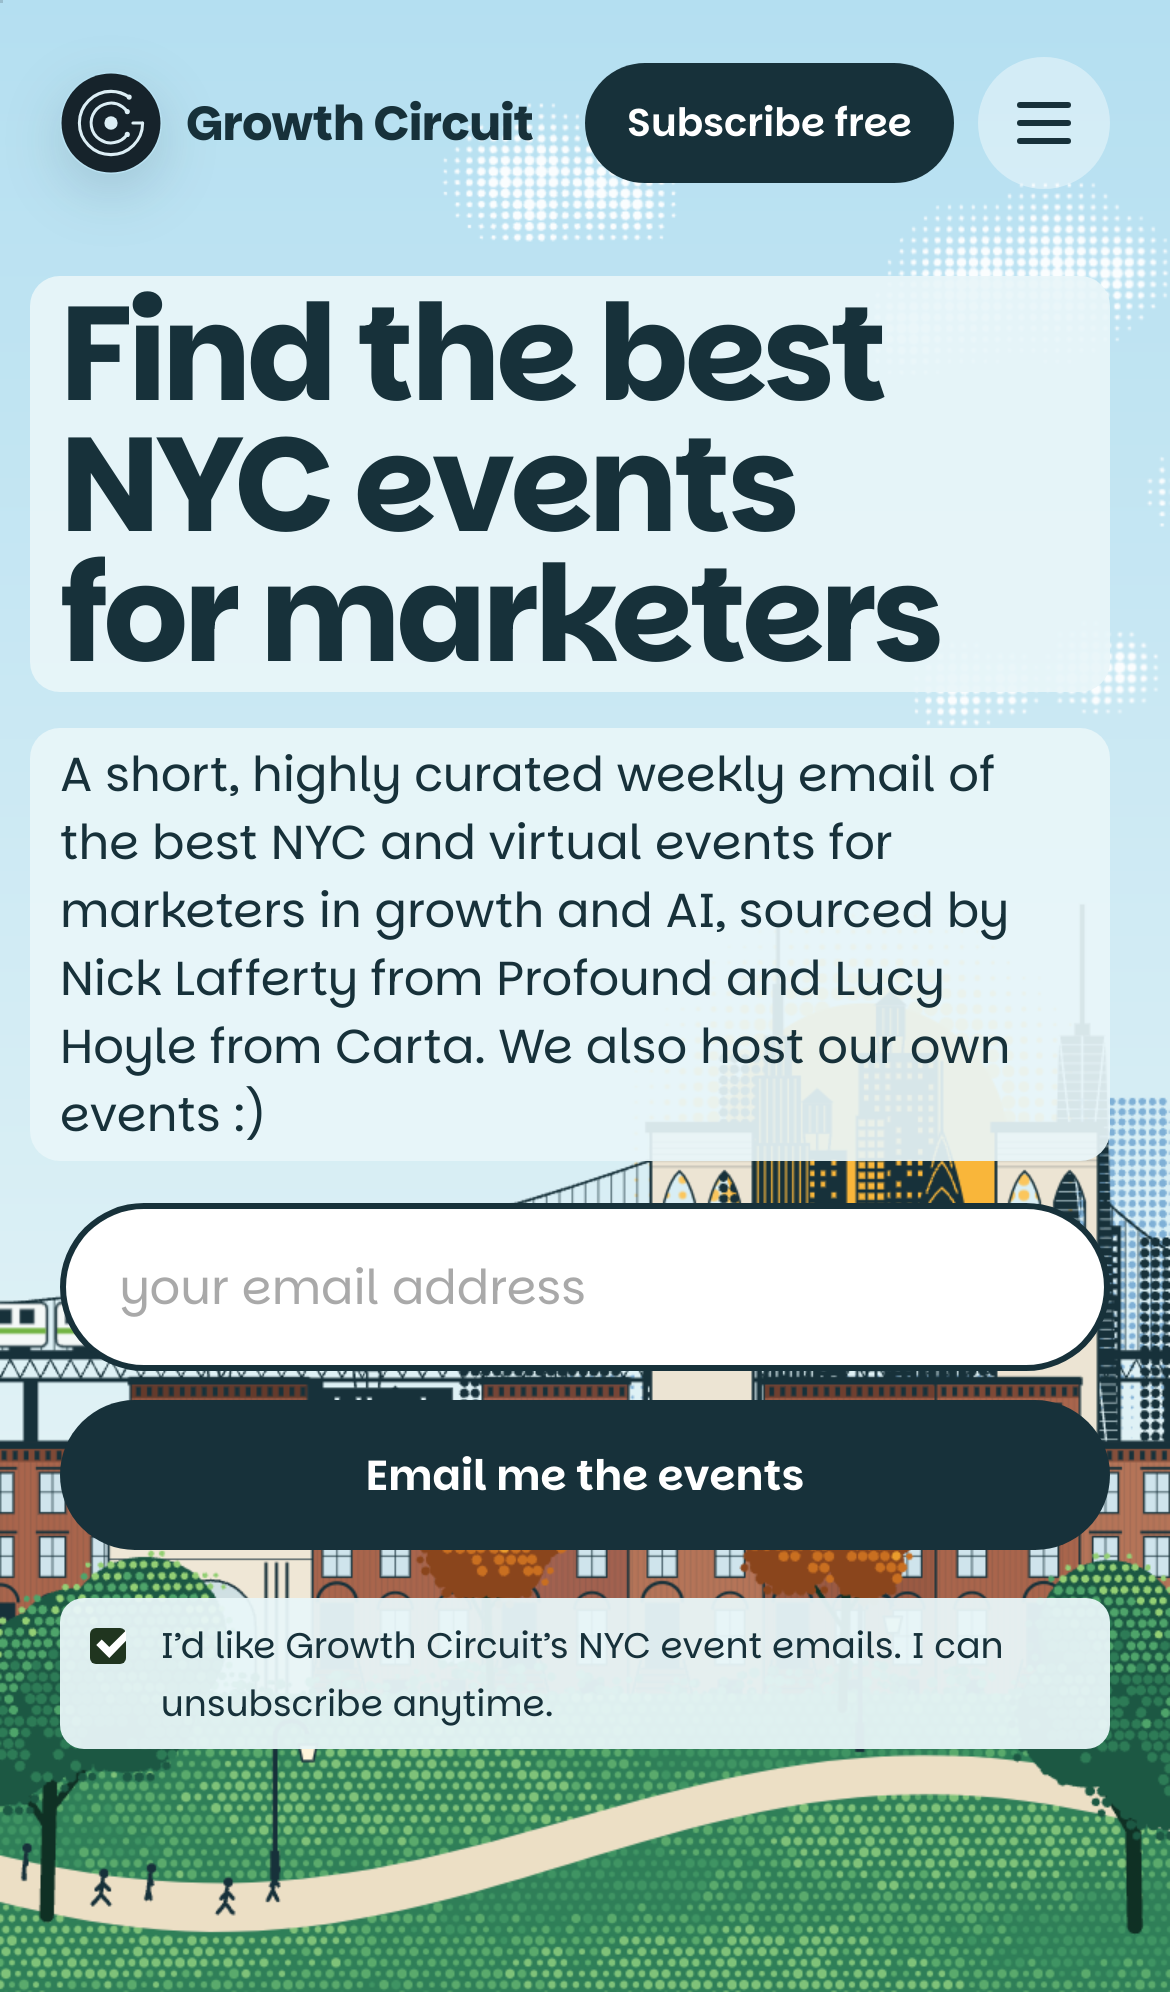 Growth Circuit
Subscribe free
Find the best
NYC events
for marketers
A short, highly curated weekly email of
the best NYC and virtual events for
marketers in growth and AI, sourced by
Nick Lafferty from Profound and Lucy
Hoyle from Carta. We also host our own
events :)
your email address
Email me the events
I’d like Growth Circuit’s NYC event emails. I can
unsubscribe anytime.